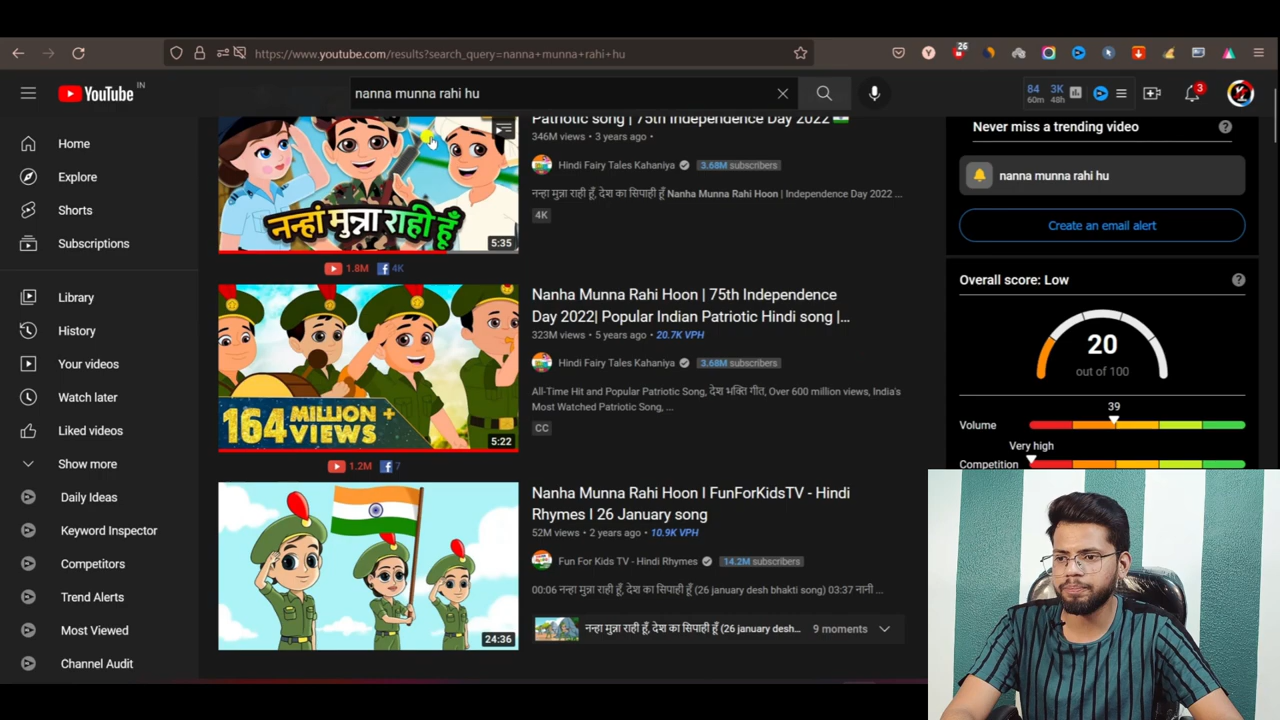 https://www.youtube.com/results?search_query=nanna+munna+rahi+hu
26
YouTube IN
nanna munna rahi hu
84 3K
60m 48h
3
Home
Explore
Shorts
Subscriptions
Library
History
Your videos
Watch later
Liked videos
Show more
Daily Ideas
Keyword Inspector
Competitors
Trend Alerts
Most Viewed
Channel Audit
नन्हां मुन्ना राही हूँ
5:35
1.8M 4K
Patriotic song | 75th Independence Day 2022
346M views • 3 years ago •
Hindi Fairy Tales Kahaniya 3.68M subscribers
नन्हा मुन्ना राही हूँ, देश का सिपाही हूँ Nanha Munna Rahi Hoon | Independence Day 2022 ...
4K
164 MILLION +
VIEWS
5:22
1.2M 7
Nanha Munna Rahi Hoon | 75th Independence
Day 2022| Popular Indian Patriotic Hindi song |...
323M views • 5 years ago • 20.7K VPH
Hindi Fairy Tales Kahaniya 3.68M subscribers
All-Time Hit and Popular Patriotic Song, देश भक्ति गीत, Over 600 million views, India's
Most Watched Patriotic Song, ...
CC
24:36
Nanha Munna Rahi Hoon I FunForKidsTV - Hindi
Rhymes I 26 January song
52M views • 2 years ago • 10.9K VPH
Fun For Kids TV - Hindi Rhymes 14.2M subscribers
00:06 नन्हा मुन्ना राही हूँ, देश का सिपाही हूँ (26 january desh bhakti song) 03:37 नानी ...
नन्हा मुन्ना राही हूँ, देश का सिपाही हूँ (26 january desh... 9 moments
Never miss a trending video
nanna munna rahi hu
Create an email alert
Overall score: Low
20
out of 100
39
Volume
Very high
Competition